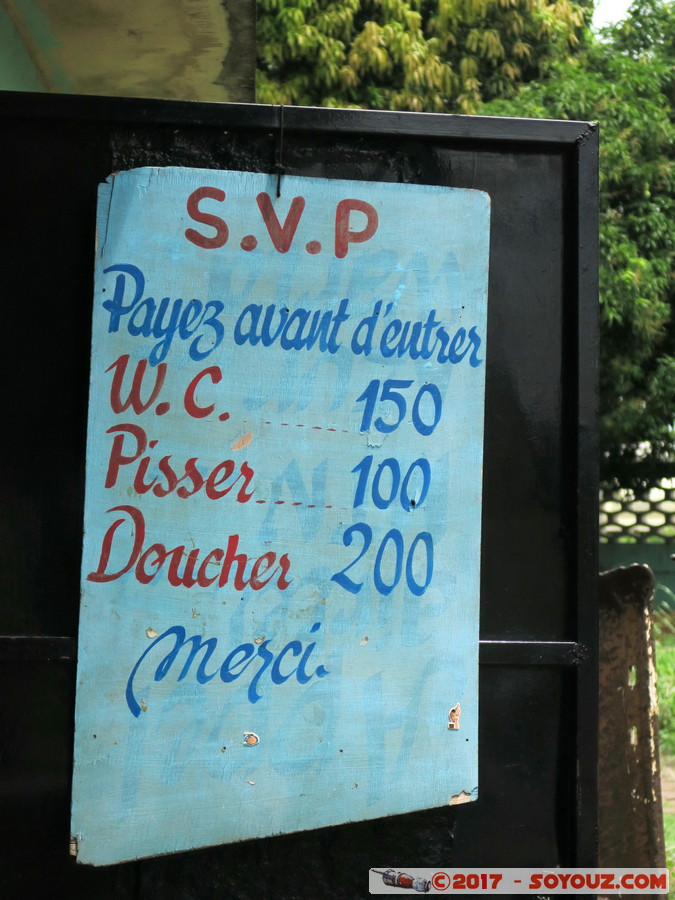 S.V.P
Payez avant d'entrer
W.C. ........ 150
Pisser ........ 100
Doucher 200
Merci.
©2017 - SOYOUZ.COM